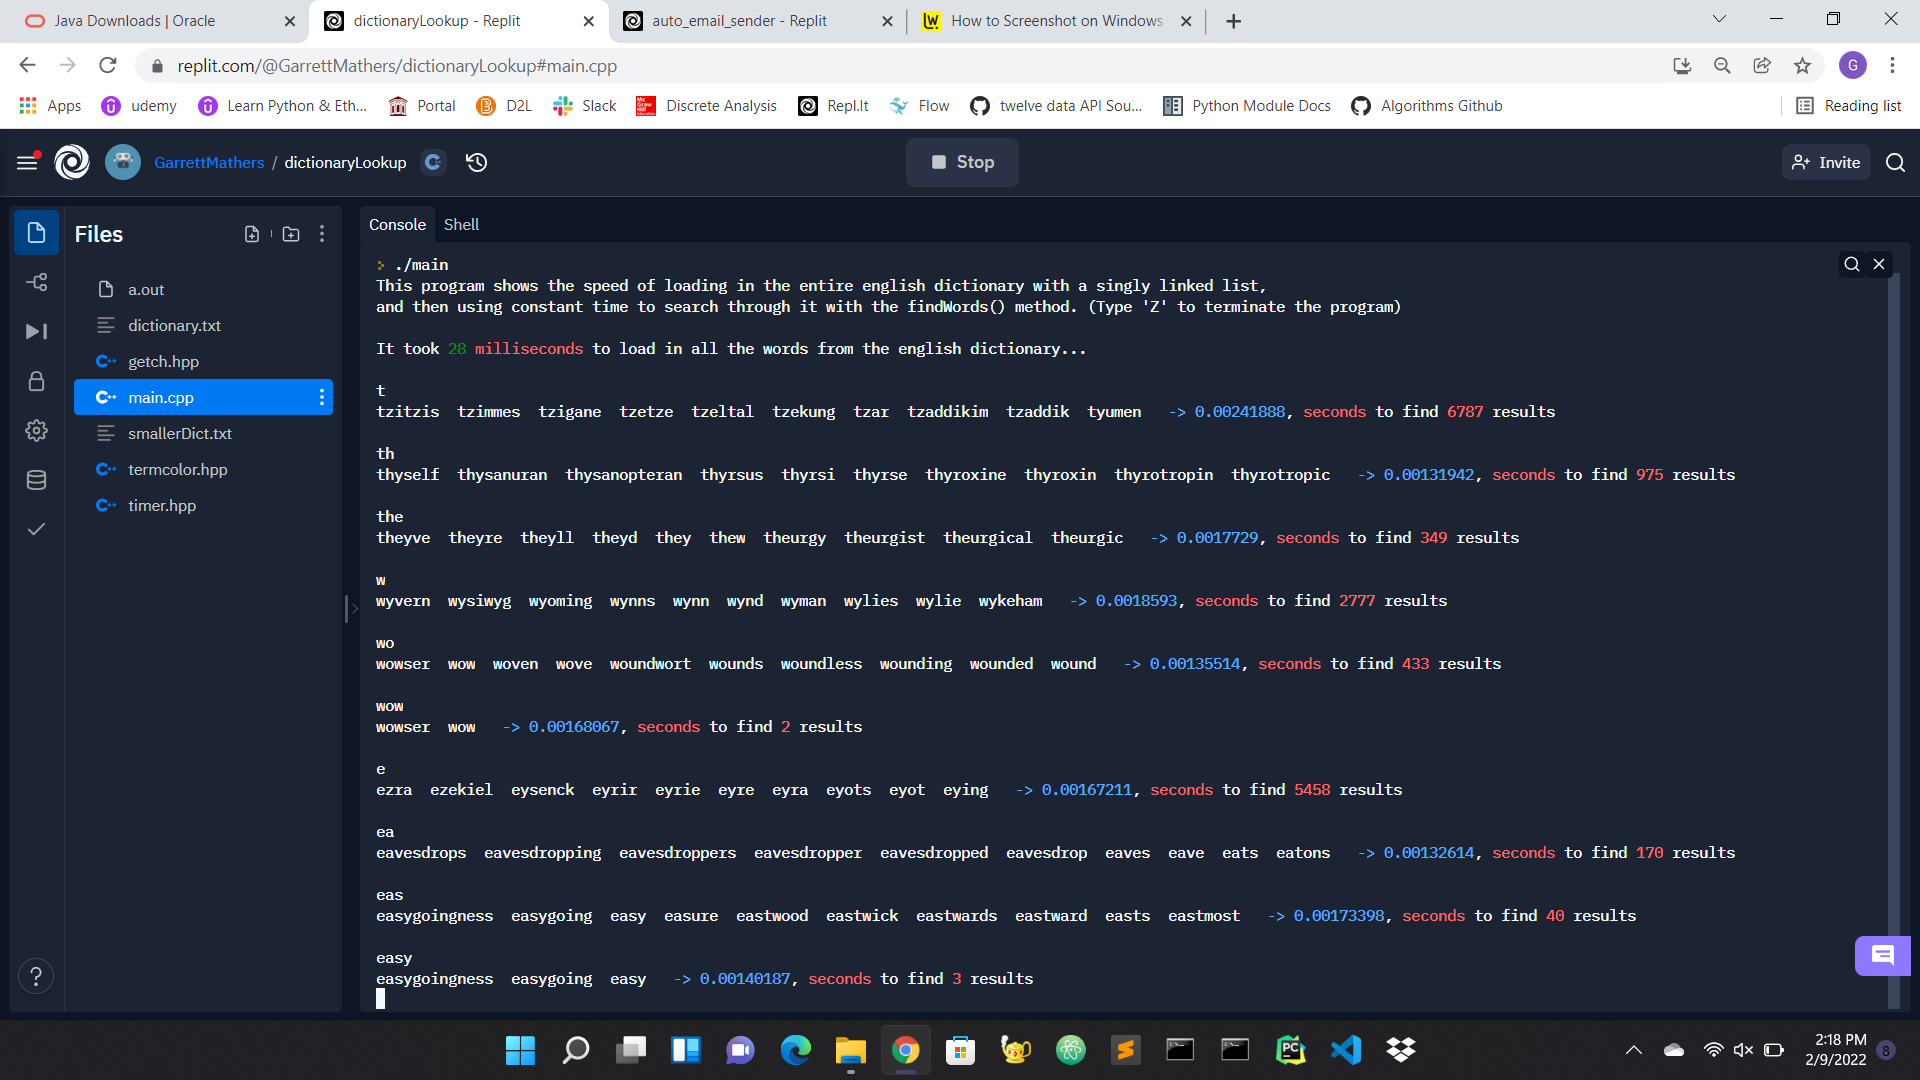 Java Downloads | Oracle
dictionaryLookup - Replit
auto_email_sender - Replit
How to Screenshot on Windows
replit.com/@GarrettMathers/dictionaryLookup#main.cpp
G
Apps
udemy
Learn Python & Eth...
Portal
D2L
Slack
Discrete Analysis
Repl.It
Flow
twelve data API Sou...
Python Module Docs
Algorithms Github
Reading list
GarrettMathers / dictionaryLookup
Stop
Invite
Files
a.out
dictionary.txt
getch.hpp
main.cpp
smallerDict.txt
termcolor.hpp
timer.hpp
Console
Shell
./main
This program shows the speed of loading in the entire english dictionary with a singly linked list,
and then using constant time to search through it with the findWords() method. (Type 'Z' to terminate the program)
It took 28 milliseconds to load in all the words from the english dictionary...
t
tzitzis tzimmes tzigane tzetze tzeltal tzekung tzar tzaddikim tzaddik tyumen -> 0.00241888, seconds to find 6787 results
th
thyself thysanuran thysanopteran thyrsus thyrsi thyrse thyroxine thyroxin thyrotropin thyrotropic -> 0.00131942, seconds to find 975 results
the
theyve theyre theyll theyd they thew theurgy theurgist theurgical theurgic -> 0.0017729, seconds to find 349 results
w
wyvern wysiwyg wyoming wynns wynn wynd wyman wylies wylie wykeham -> 0.0018593, seconds to find 2777 results
wo
wowser wow woven wove woundwort wounds woundless wounding wounded wound -> 0.00135514, seconds to find 433 results
wow
wowser wow -> 0.00168067, seconds to find 2 results
e
ezra ezekiel eysenck eyrir eyrie eyre eyra eyots eyot eying -> 0.00167211, seconds to find 5458 results
ea
eavesdrops eavesdropping eavesdroppers eavesdropper eavesdropped eavesdrop eaves eave eats eatons -> 0.00132614, seconds to find 170 results
eas
easygoingness easygoing easy easure eastwood eastwick eastwards eastward easts eastmost -> 0.00173398, seconds to find 40 results
easy
easygoingness easygoing easy -> 0.00140187, seconds to find 3 results
2:18 PM
2/9/2022
8